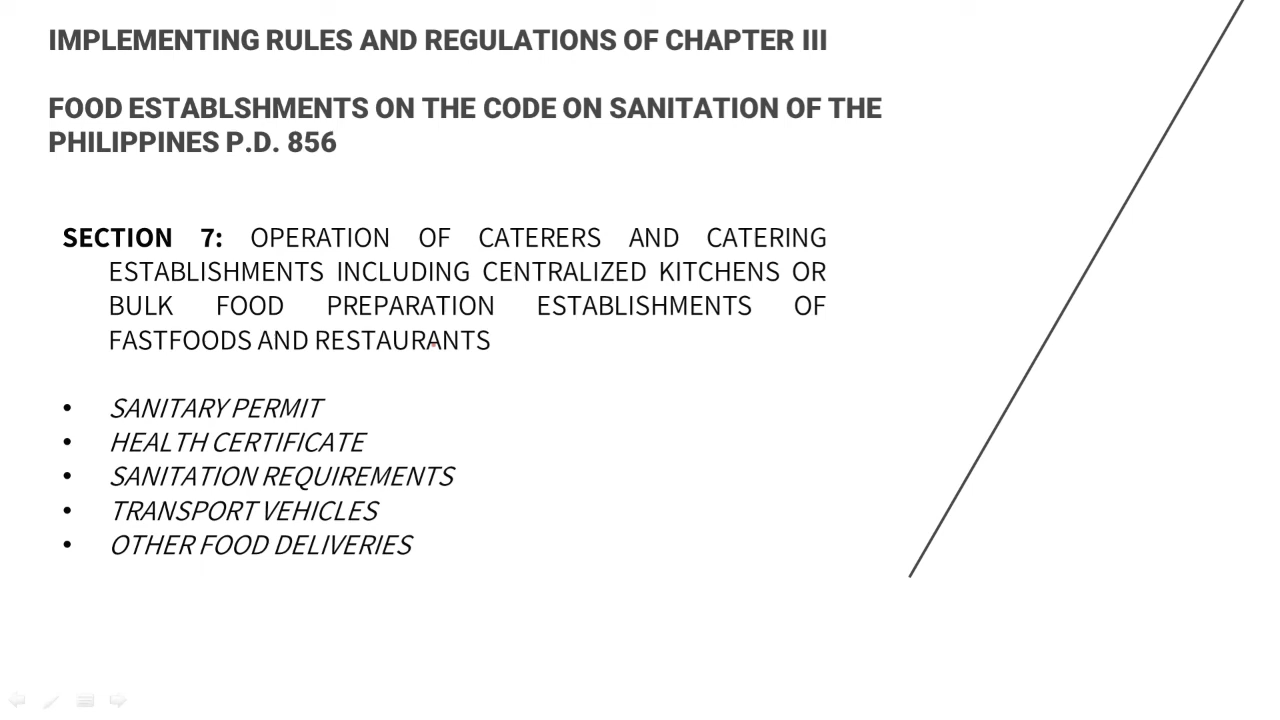 IMPLEMENTING RULES AND REGULATIONS OF CHAPTER III
FOOD ESTABLSHMENTS ON THE CODE ON SANITATION OF THE
PHILIPPINES P.D. 856
SECTION 7: OPERATION OF CATERERS AND CATERING
ESTABLISHMENTS INCLUDING CENTRALIZED KITCHENS OR
BULK FOOD PREPARATION ESTABLISHMENTS OF
FASTFOODS AND RESTAURANTS
• SANITARY PERMIT
• HEALTH CERTIFICATE
• SANITATION REQUIREMENTS
• TRANSPORT VEHICLES
• OTHER FOOD DELIVERIES